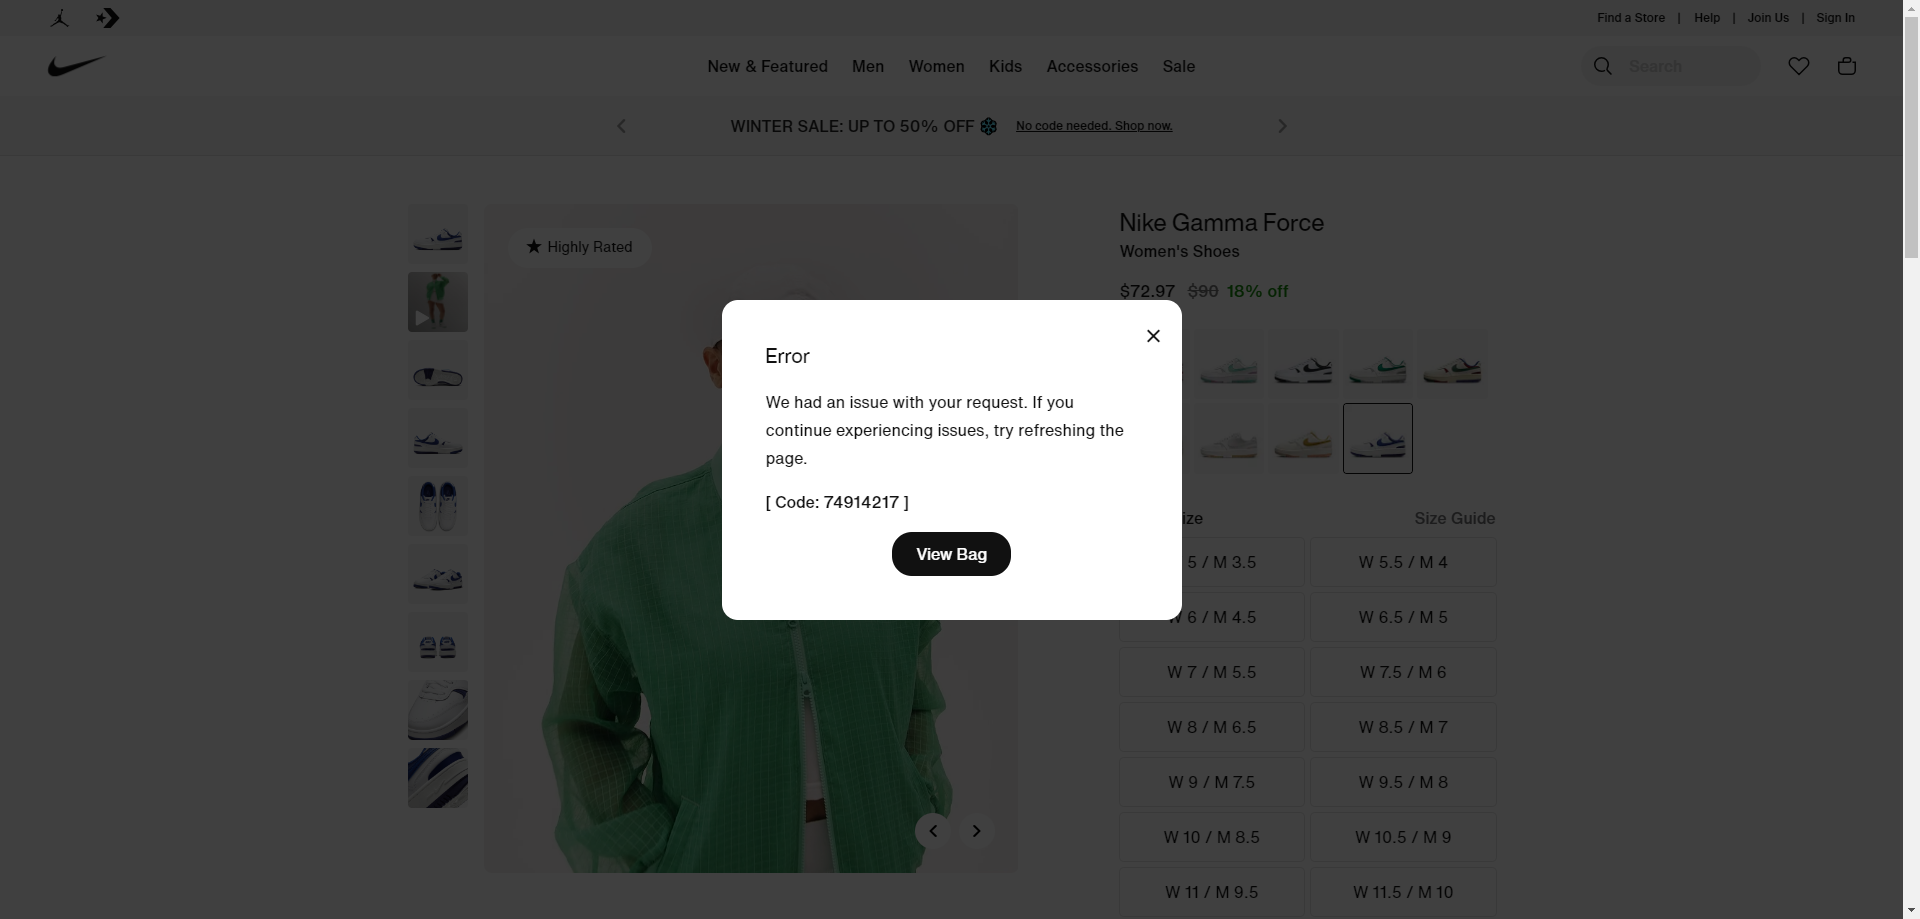 Find a Store | Help | Join Us | Sign In
New & Featured Men Women Kids Accessories Sale
Search
WINTER SALE: UP TO 50% OFF No code needed. Shop now.
Highly Rated
Nike Gamma Force
Women's Shoes
$72.97 $90 18% off
Error
We had an issue with your request. If you
continue experiencing issues, try refreshing the
page.
[ Code: 74914217 ]
View Bag
Size Guide
5 / M 3.5 W 5.5 / M 4
W 6 / M 4.5 W 6.5 / M 5
W 7 / M 5.5 W 7.5 / M 6
W 8 / M 6.5 W 8.5 / M 7
W 9 / M 7.5 W 9.5 / M 8
W 10 / M 8.5 W 10.5 / M 9
W 11 / M 9.5 W 11.5 / M 10